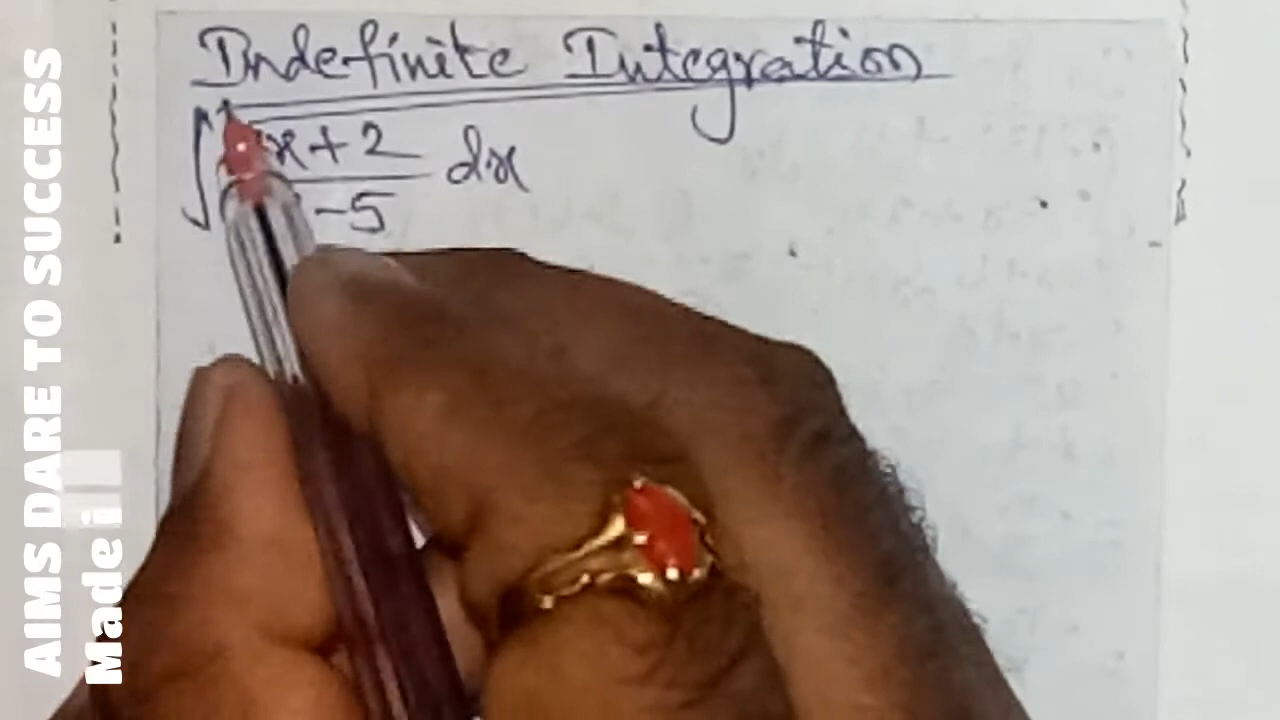 Indefinite Integration
∫ x+2 dx
-5
AIMS DARE TO SUCCESS
Made i